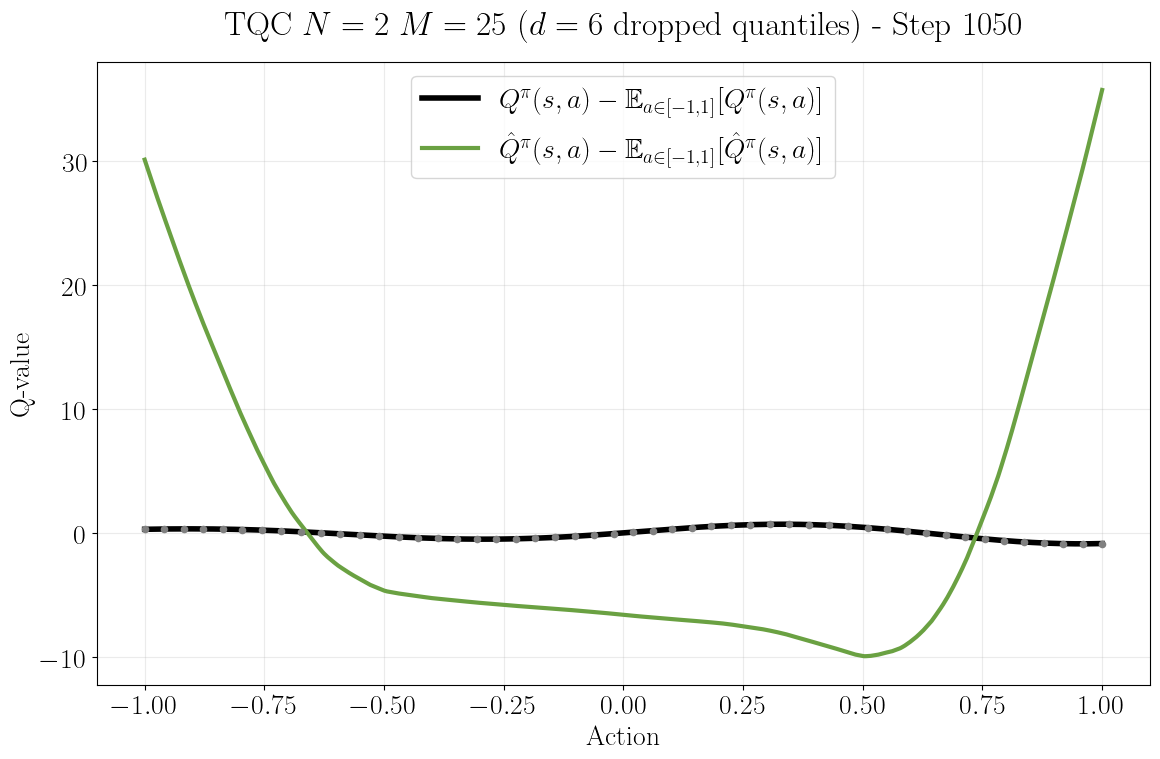 TQC N = 2 M = 25 (d = 6 dropped quantiles) - Step 1050
Q^π(s, a) − 𝔼_{a∈[−1,1]}[Q^π(s, a)]
Q̂^π(s, a) − 𝔼_{a∈[−1,1]}[Q̂^π(s, a)]
30
20
10
0
−10
Q-value
−1.00 −0.75 −0.50 −0.25 0.00 0.25 0.50 0.75 1.00
Action